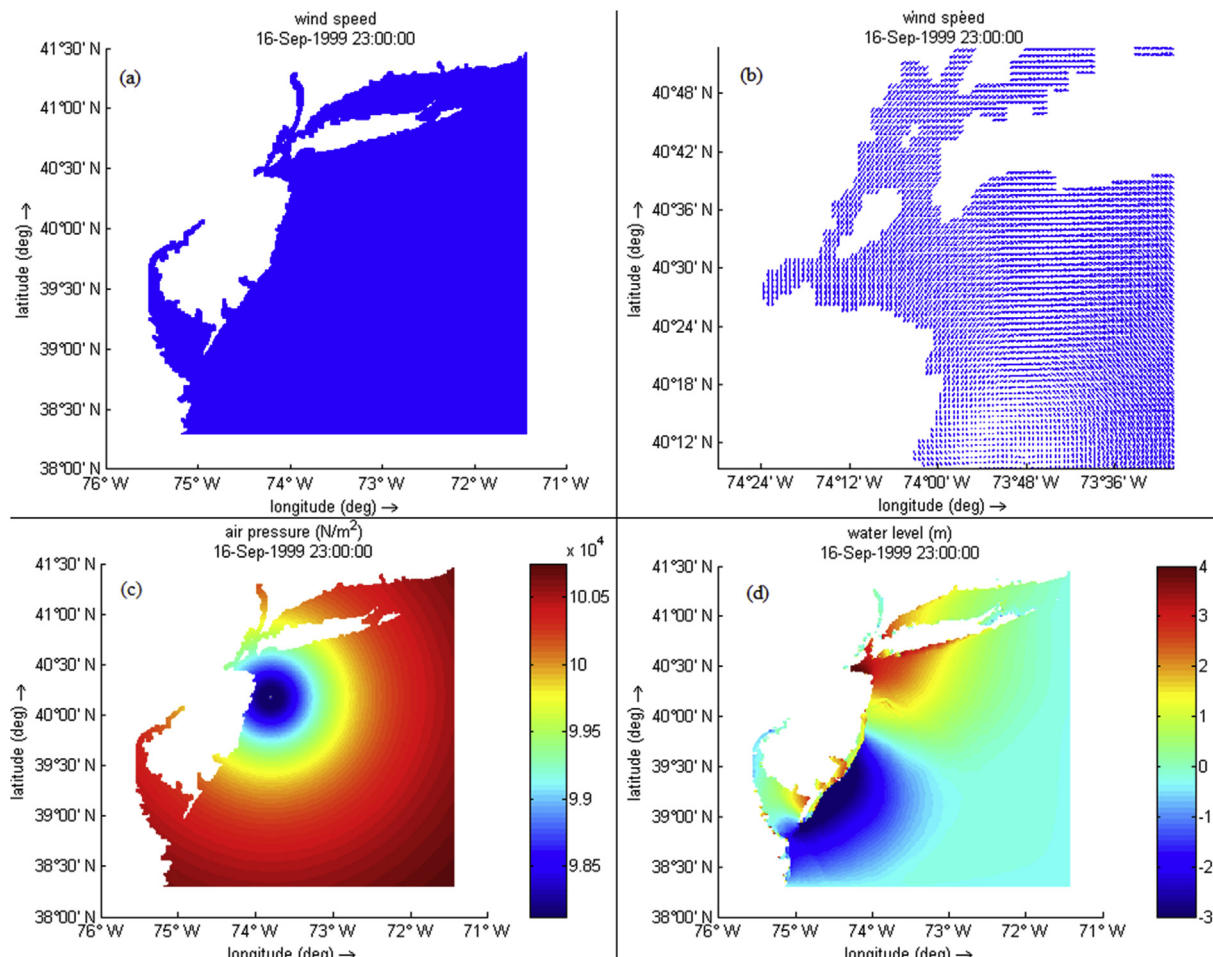 wind speed
16-Sep-1999 23:00:00
(a)
41°30' N
41°00' N
40°30' N
40°00' N
39°30' N
39°00' N
38°30' N
38°00' N
latitude (deg) →
76° W 75° W 74° W 73° W 72° W 71° W
longitude (deg) →
wind speed
16-Sep-1999 23:00:00
(b)
40°48' N
40°42' N
40°36' N
40°30' N
40°24' N
40°18' N
40°12' N
latitude (deg) →
74°24' W 74°12' W 74°00' W 73°48' W 73°36' W
longitude (deg) →
air pressure (N/m²)
16-Sep-1999 23:00:00
(c)
41°30' N
41°00' N
40°30' N
40°00' N
39°30' N
39°00' N
38°30' N
38°00' N
latitude (deg) →
76° W 75° W 74° W 73° W 72° W 71° W
longitude (deg) →
x 10⁴
10.05
10
9.95
9.9
9.85
water level (m)
16-Sep-1999 23:00:00
(d)
41°30' N
41°00' N
40°30' N
40°00' N
39°30' N
39°00' N
38°30' N
38°00' N
latitude (deg) →
76° W 75° W 74° W 73° W 72° W 71° W
longitude (deg) →
4
3
2
1
0
-1
-2
-3